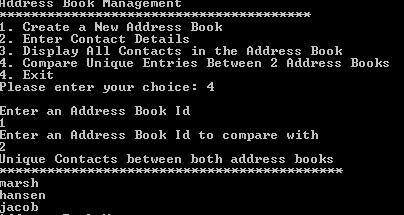 Address Book Management
****************************************
1. Create a New Address Book
2. Enter Contact Details
3. Display All Contacts in the Address Book
4. Compare Unique Entries Between 2 Address Books
4. Exit
Please enter your choice: 4
Enter an Address Book Id
1
Enter an Address Book Id to compare with
2
Unique Contacts between both address books
********************************************
marsh
hansen
jacob